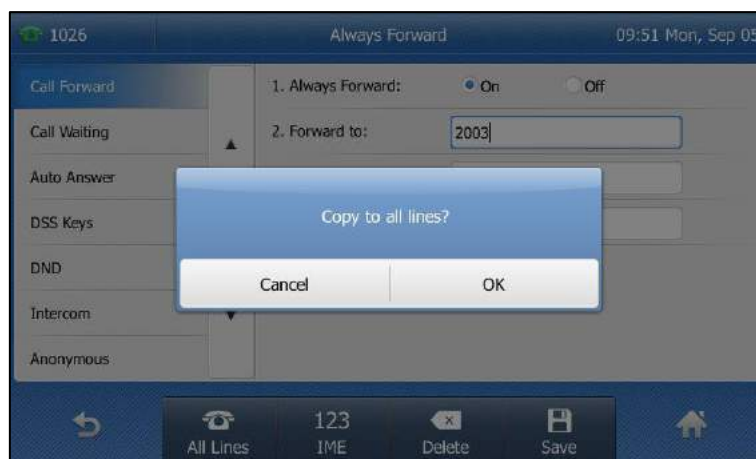 1026 Always Forward 09:51 Mon, Sep 05
Call Forward 1. Always Forward: On Off
Call Waiting 2. Forward to: 2003
Auto Answer
DSS Keys
Copy to all lines?
DND
Cancel OK
Intercom
Anonymous
123
All Lines IME Delete Save